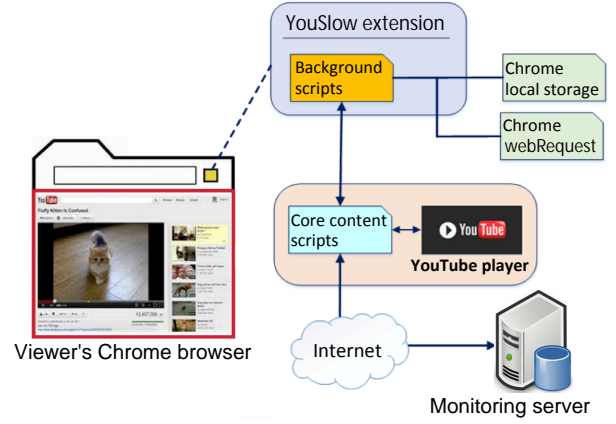 YouSlow extension
Background
scripts
Chrome
local storage
Chrome
webRequest
YouTube
Fluffy Kitten Is Confused
Core content
scripts
YouTube
YouTube player
Internet
Viewer's Chrome browser
Monitoring server